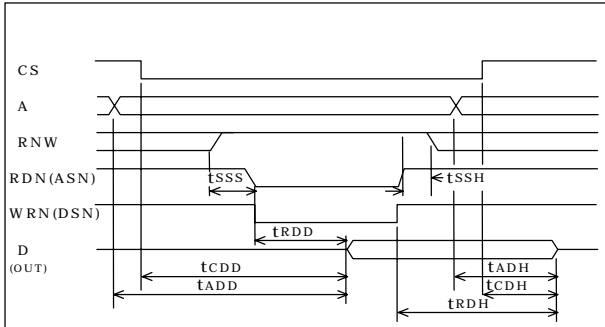 CS
A
RNW
RDN(ASN) tSSS tSSH
WRN(DSN)
tRDD
D
(OUT)
tCDD tADH
tADD tCDH
tRDH